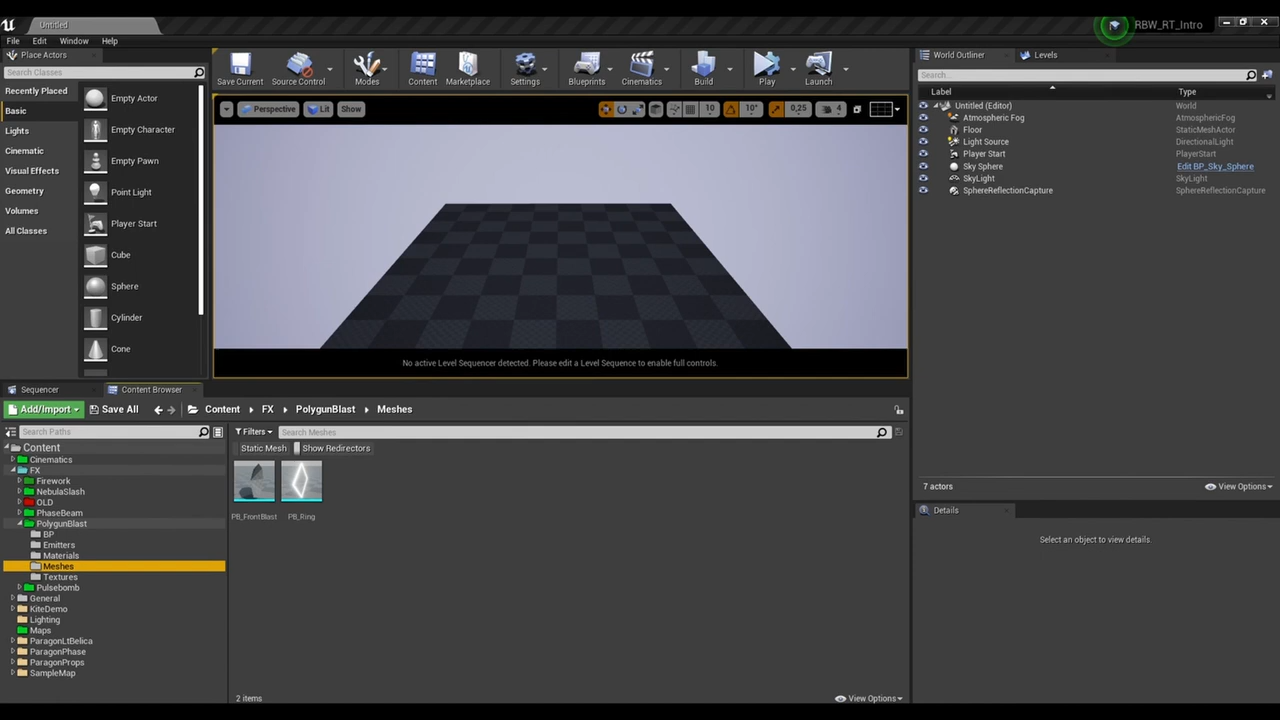 Untitled
RBW_RT_Intro
File Edit Window Help
Place Actors
Search Classes
Recently Placed
Basic
Lights
Cinematic
Visual Effects
Geometry
Volumes
All Classes
Empty Actor
Empty Character
Empty Pawn
Point Light
Player Start
Cube
Sphere
Cylinder
Cone
Save Current Source Control Modes Content Marketplace Settings Blueprints Cinematics Build Play Launch
Perspective Lit Show 10 10° 0,25 4
No active Level Sequencer detected. Please edit a Level Sequence to enable full controls.
World Outliner Levels
Search...
Label Type
Untitled (Editor) World
Atmospheric Fog AtmosphericFog
Floor StaticMeshActor
Light Source DirectionalLight
Player Start PlayerStart
Sky Sphere Edit BP_Sky_Sphere
SkyLight SkyLight
SphereReflectionCapture SphereReflectionCapture
7 actors View Options
Details
Select an object to view details.
Sequencer Content Browser
Add/Import Save All Content FX PolygunBlast Meshes
Search Paths
Content
Cinematics
FX
Firework
NebulaSlash
OLD
PhaseBeam
PolygunBlast
BP
Emitters
Materials
Meshes
Textures
Pulsebomb
General
KiteDemo
Lighting
Maps
ParagonLtBelica
ParagonPhase
ParagonProps
SampleMap
Filters Search Meshes
Static Mesh Show Redirectors
PB_FrontBlast PB_Ring
2 items View Options